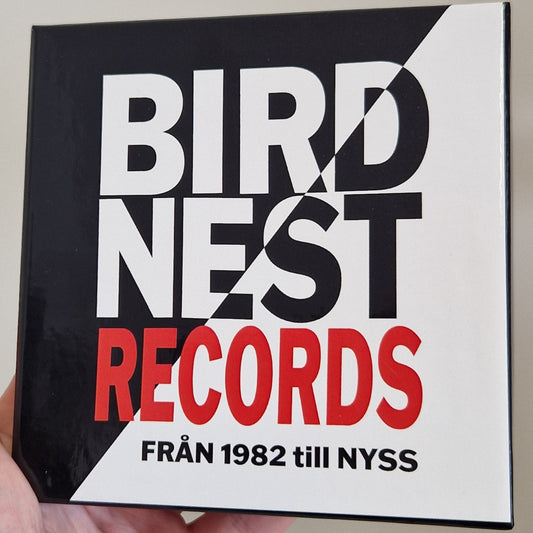 BIRD
NEST
RECORDS
FRÅN 1982 till NYSS